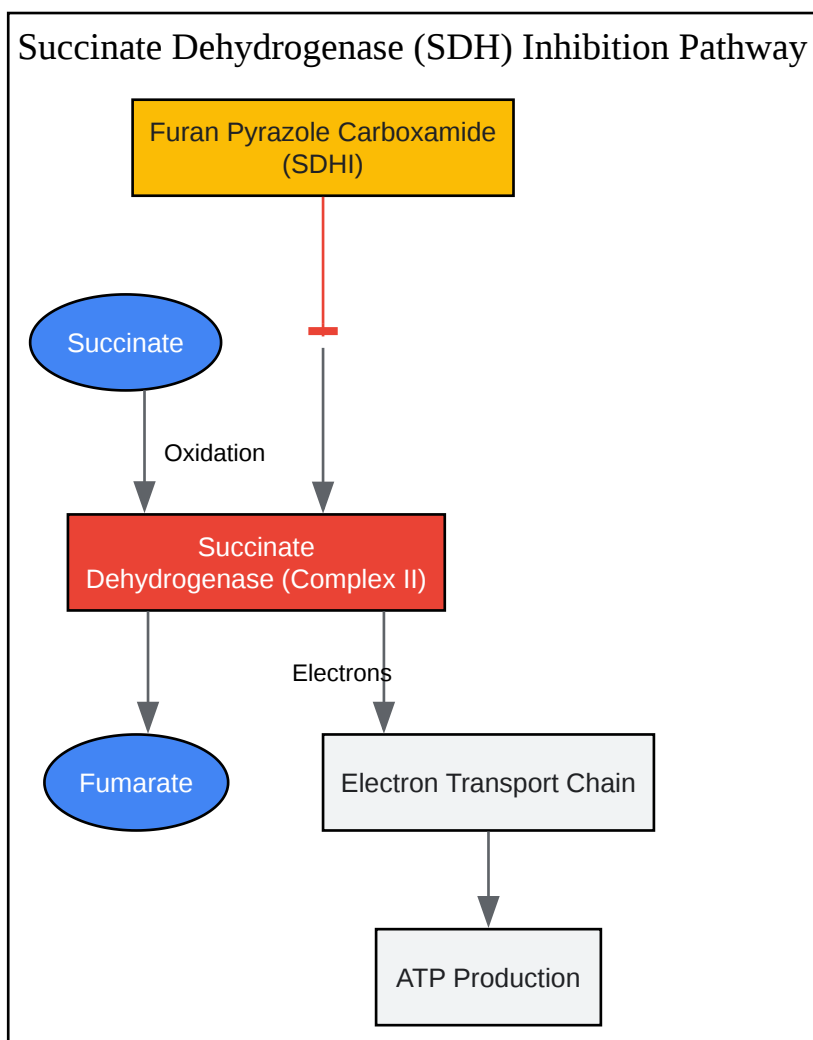 Succinate Dehydrogenase (SDH) Inhibition Pathway
Furan Pyrazole Carboxamide
(SDHI)
Succinate
Oxidation
Succinate
Dehydrogenase (Complex II)
Electrons
Fumarate
Electron Transport Chain
ATP Production